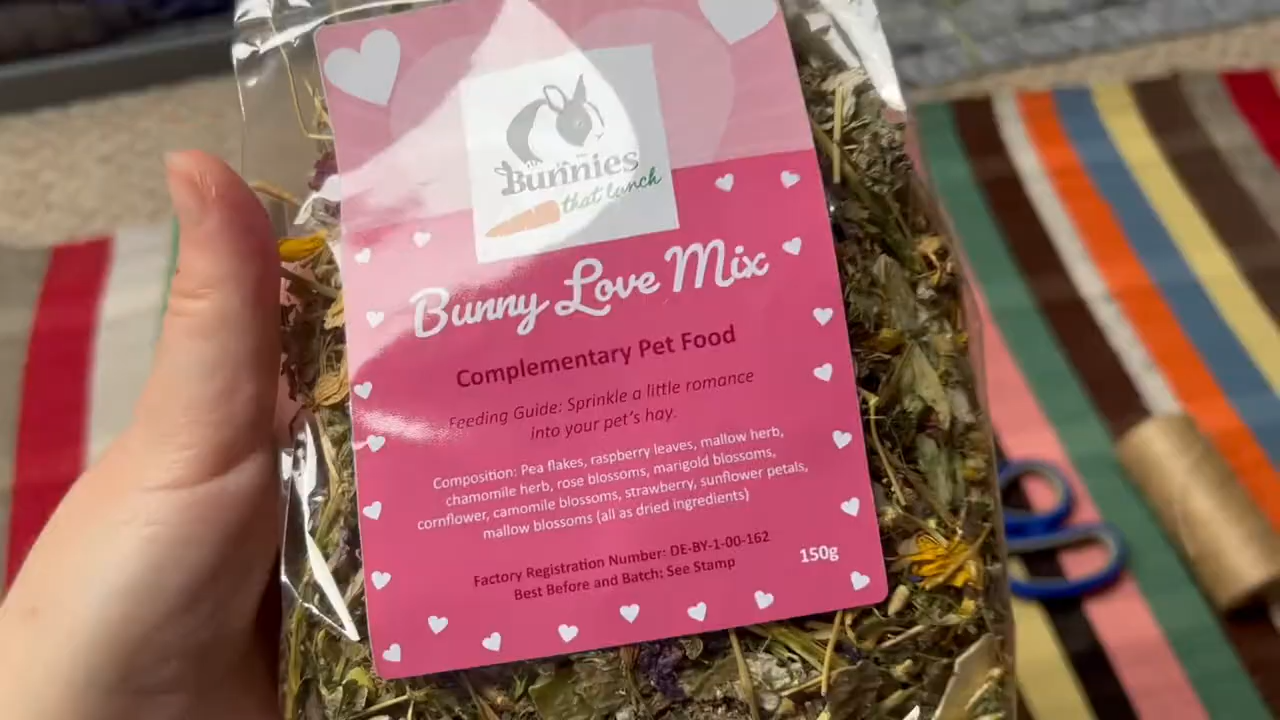 Bunnies
that lunch
Bunny Love Mix
Complementary Pet Food
Feeding Guide: Sprinkle a little romance
into your pet's hay.
Composition: Pea flakes, raspberry leaves, mallow herb,
chamomile herb, rose blossoms, marigold blossoms,
cornflower, camomile blossoms, strawberry, sunflower petals,
mallow blossoms (all as dried ingredients)
Factory Registration Number: DE-BY-1-00-162
Best Before and Batch: See Stamp
150g